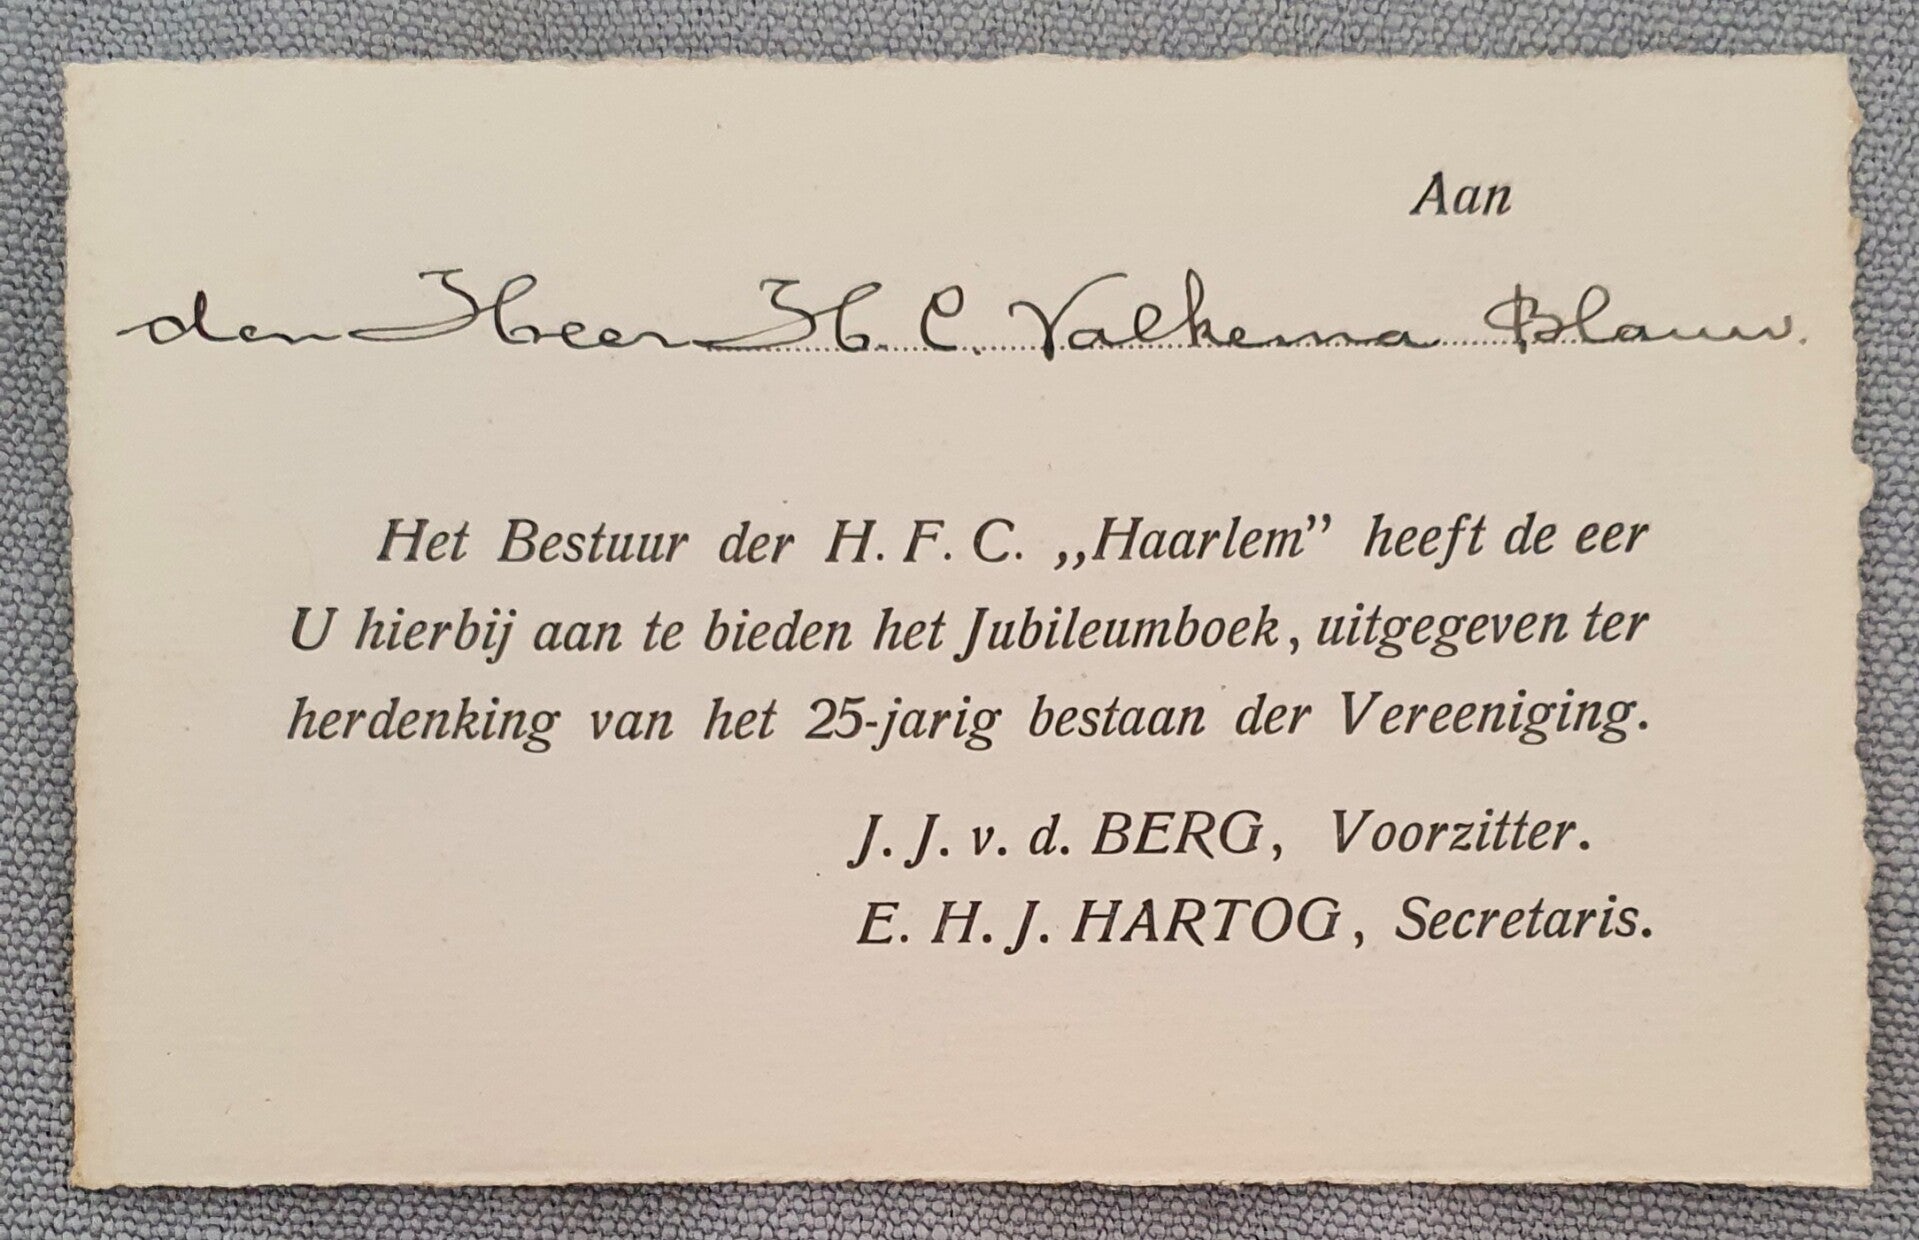 Aan
den Heer H. C. Valkema Blauw.
Het Bestuur der H. F. C. „Haarlem” heeft de eer
U hierbij aan te bieden het Jubileumboek, uitgegeven ter
herdenking van het 25-jarig bestaan der Vereeniging.
J. J. v. d. BERG, Voorzitter.
E. H. J. HARTOG, Secretaris.